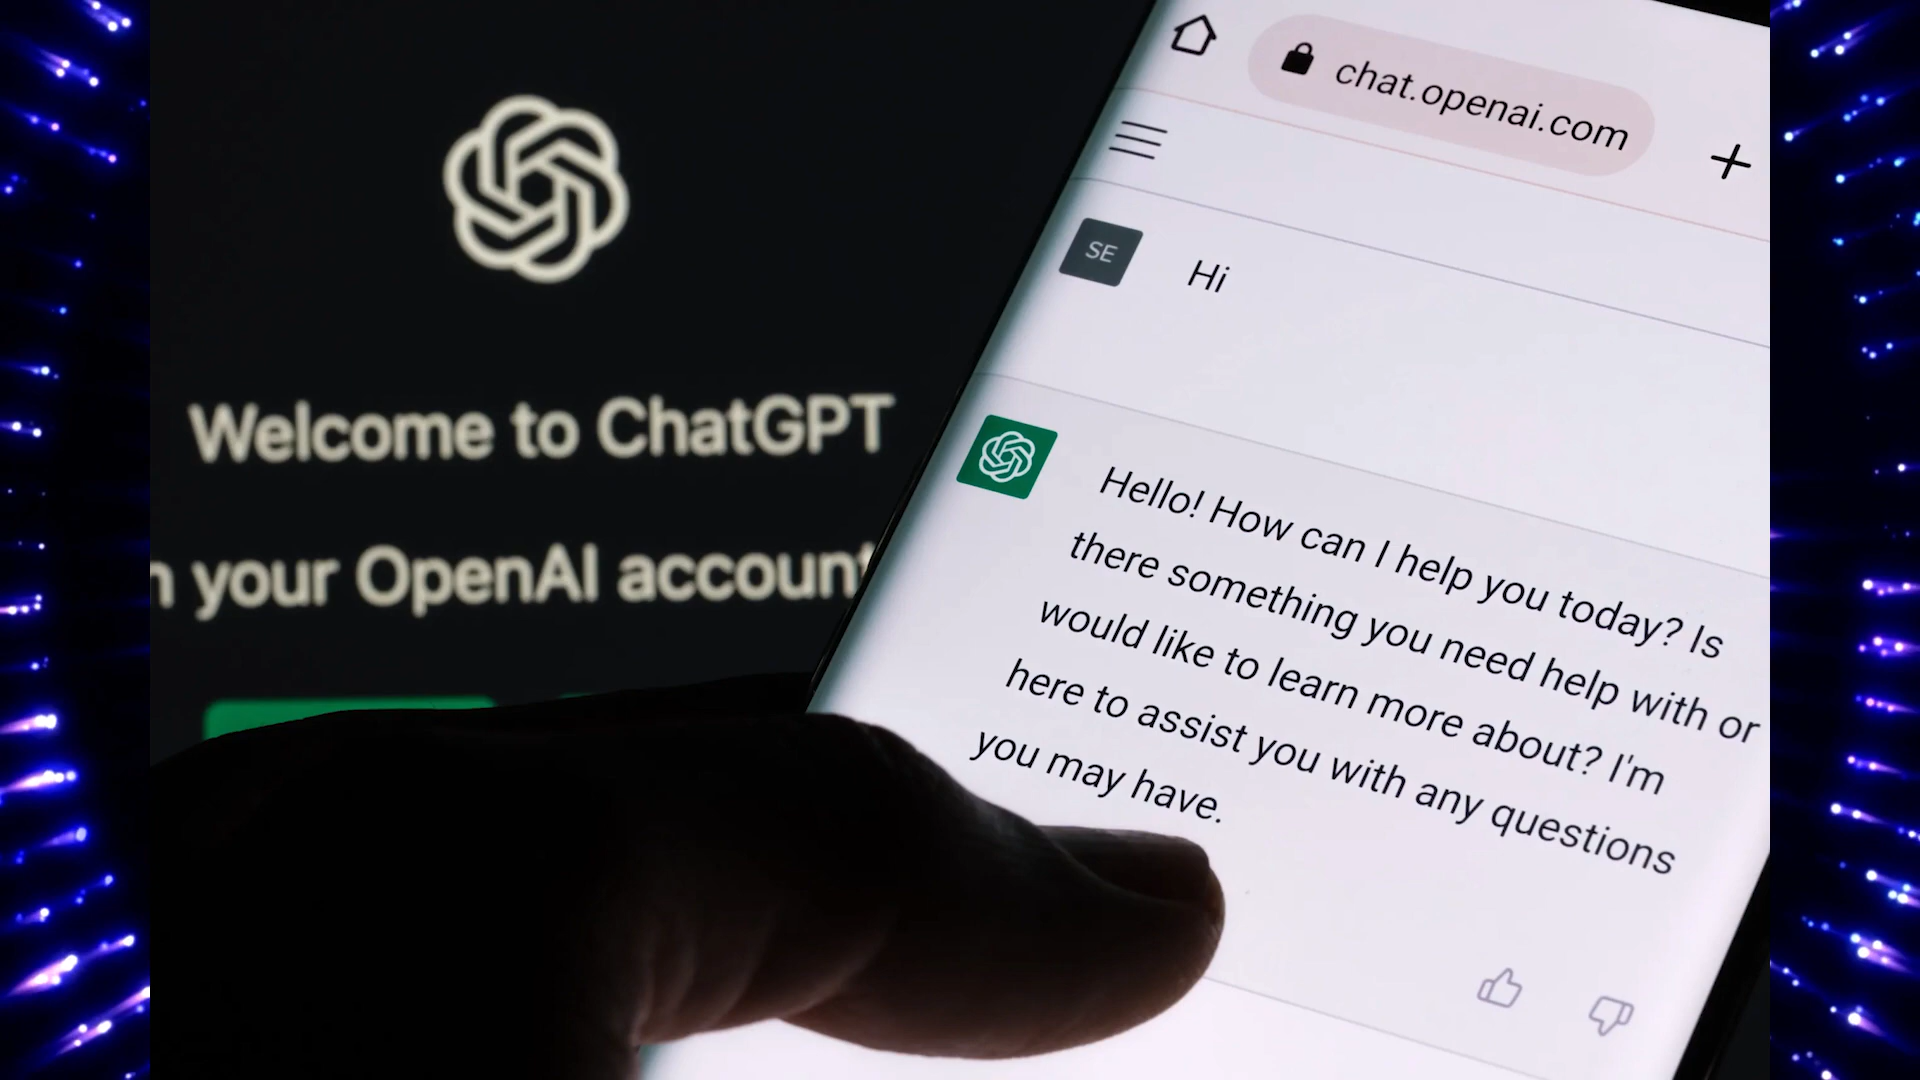 Welcome to ChatGPT
your OpenAI account
chat.openai.com
SE
Hi
Hello! How can I help you today? Is
there something you need help with or
would like to learn more about? I'm
here to assist you with any questions
you may have.